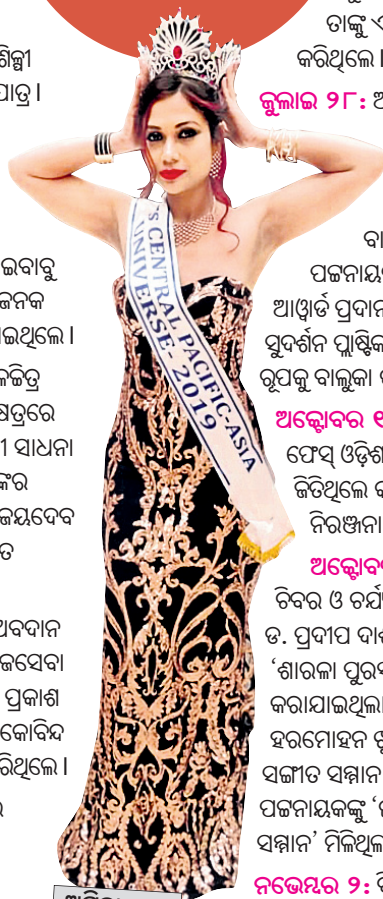 ଶିଳ୍ପୀ
ପାତ୍ର।
ଇବାବୁ
ଜନକ
ାଇଥିଲେ।
ଳଚ୍ଚିତ୍ର
ଷେତ୍ରରେ
ୀ ସାଧନା
ଙ୍କର
ଜୟଦେବ
ତ
ଅବଦାନ
ଜସେବା
ପ୍ରକାଶ
କୋବିନ୍ଦ
ରିଥିଲେ।
'S CENTRAL PACIFIC-ASIA
UNIVERSE - 2019
ତାଙ୍କୁ ଏ
କରିଥିଲେ।
ଜୁଲାଇ ୨୮:
ବା
ପଟ୍ଟନାୟ
ଆୱାର୍ଡ ପ୍ରଦାନ
ସୁଦର୍ଶନ ପ୍ଲାଷ୍ଟିକ
ରୂପକୁ ବାଲୁକା
ଅକ୍ଟୋବର ୧
ଫେସ୍ ଓଡ଼ିଶ
ଜିତିଥିଲେ
ନିରଞ୍ଜନା
ଅକ୍ଟୋବ
ଚିବର ଓ ଚର୍ଯ
ଡ. ପ୍ରଦୀପ ଦାଶ
‘ଶାରଳା ପୁରସ
କରାଯାଇଥିଲା
ହରମୋହନ
ସଙ୍ଗୀତ ସମ୍ମାନ
ପଟ୍ଟନାୟକଙ୍କୁ
ସମ୍ମାନ’ ମିଳିଥିଲ
ନଭେମ୍ବର ୨: